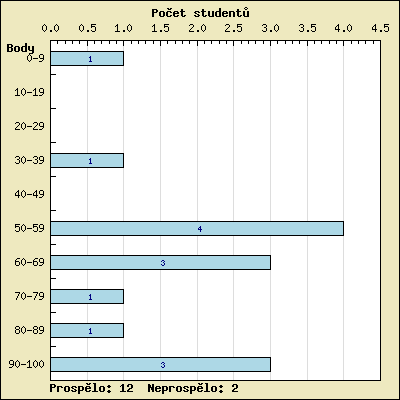 Počet studentů
0.0 0.5 1.0 1.5 2.0 2.5 3.0 3.5 4.0 4.5
Body
0-9 1
10-19
20-29
30-39 1
40-49
50-59 4
60-69 3
70-79 1
80-89 1
90-100 3
Prospělo: 12 Neprospělo: 2